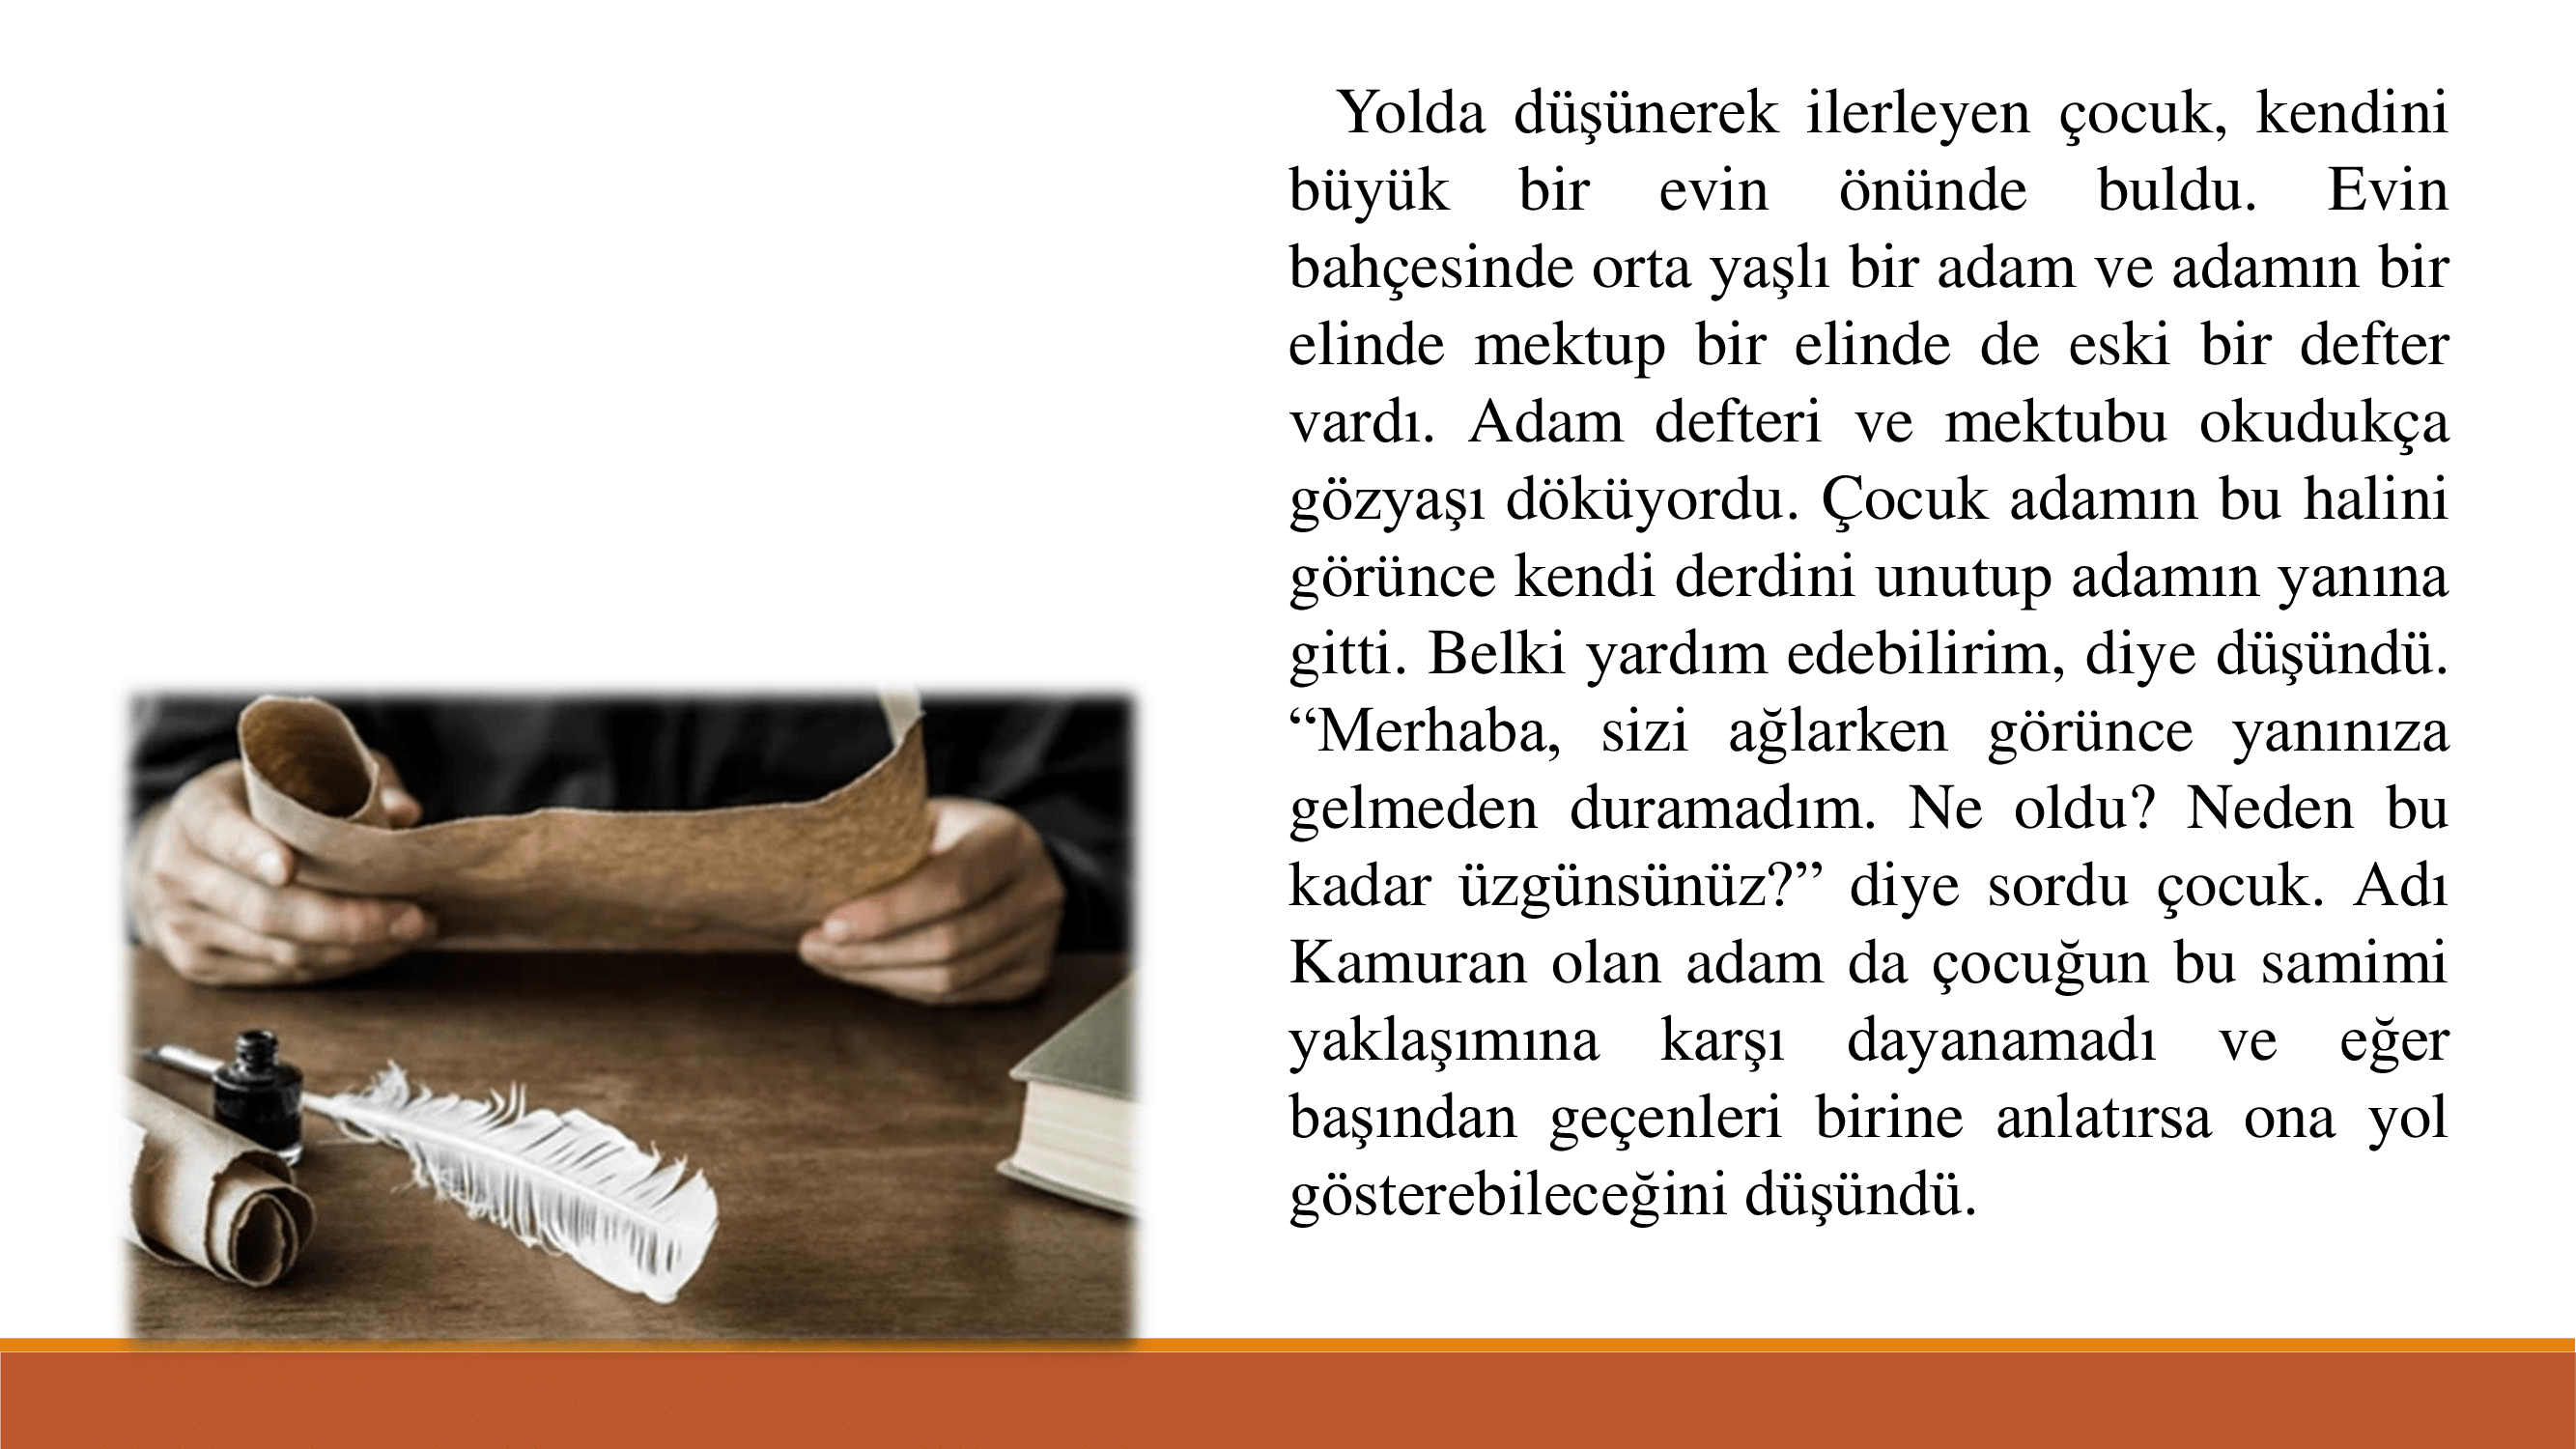 Yolda düşünerek ilerleyen çocuk, kendini
büyük bir evin önünde buldu. Evin
bahçesinde orta yaşlı bir adam ve adamın bir
elinde mektup bir elinde de eski bir defter
vardı. Adam defteri ve mektubu okudukça
gözyaşı döküyordu. Çocuk adamın bu halini
görünce kendi derdini unutup adamın yanına
gitti. Belki yardım edebilirim, diye düşündü.
“Merhaba, sizi ağlarken görünce yanınıza
gelmeden duramadım. Ne oldu? Neden bu
kadar üzgünsünüz?” diye sordu çocuk. Adı
Kamuran olan adam da çocuğun bu samimi
yaklaşımına karşı dayanamadı ve eğer
başından geçenleri birine anlatırsa ona yol
gösterebileceğini düşündü.